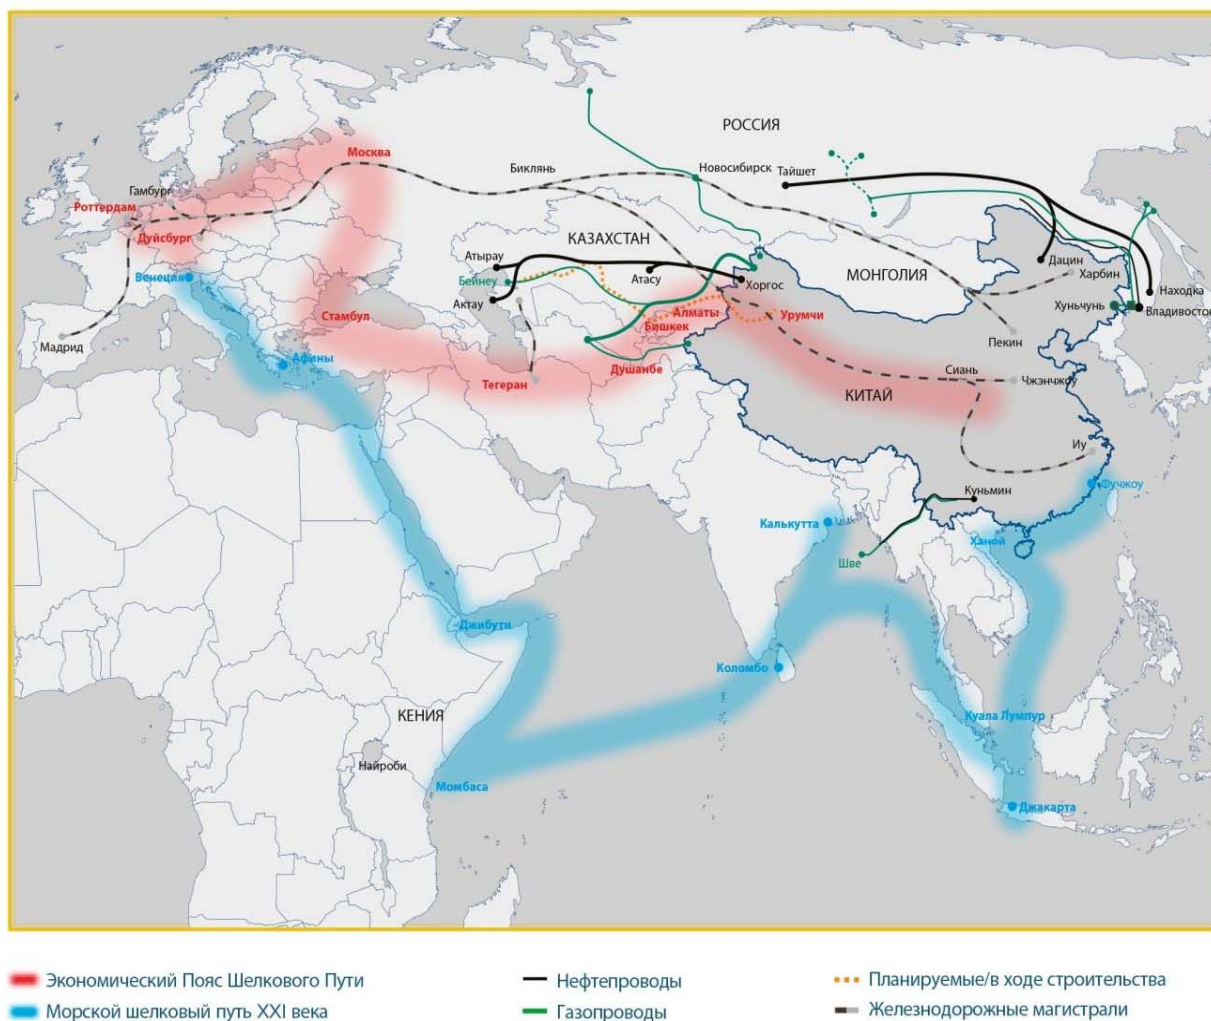 РОССИЯ
Москва
Биклянь
Новосибирск
Тайшет
Гамбург
Роттердам
Дуйсбург
КАЗАХСТАН
Атырау
Бейнеу
Актау
Атасу
Хоргос
МОНГОЛИЯ
Дацин
Харбин
Находка
Хуньчунь
Владивосток
Венеция
Стамбул
Алматы
Бишкек
Урумчи
Мадрид
Пекин
Афины
Тегеран
Душанбе
Сиань
Чжэнчжоу
КИТАЙ
Иу
Фучжоу
Куньмин
Калькутта
Ханой
Шве
Джибути
Коломбо
КЕНИЯ
Куала Лумпур
Найроби
Момбаса
Джакарта
Экономический Пояс Шелкового Пути
Нефтепроводы
Планируемые/в ходе строительства
Морской шелковый путь XXI века
Газопроводы
Железнодорожные магистрали